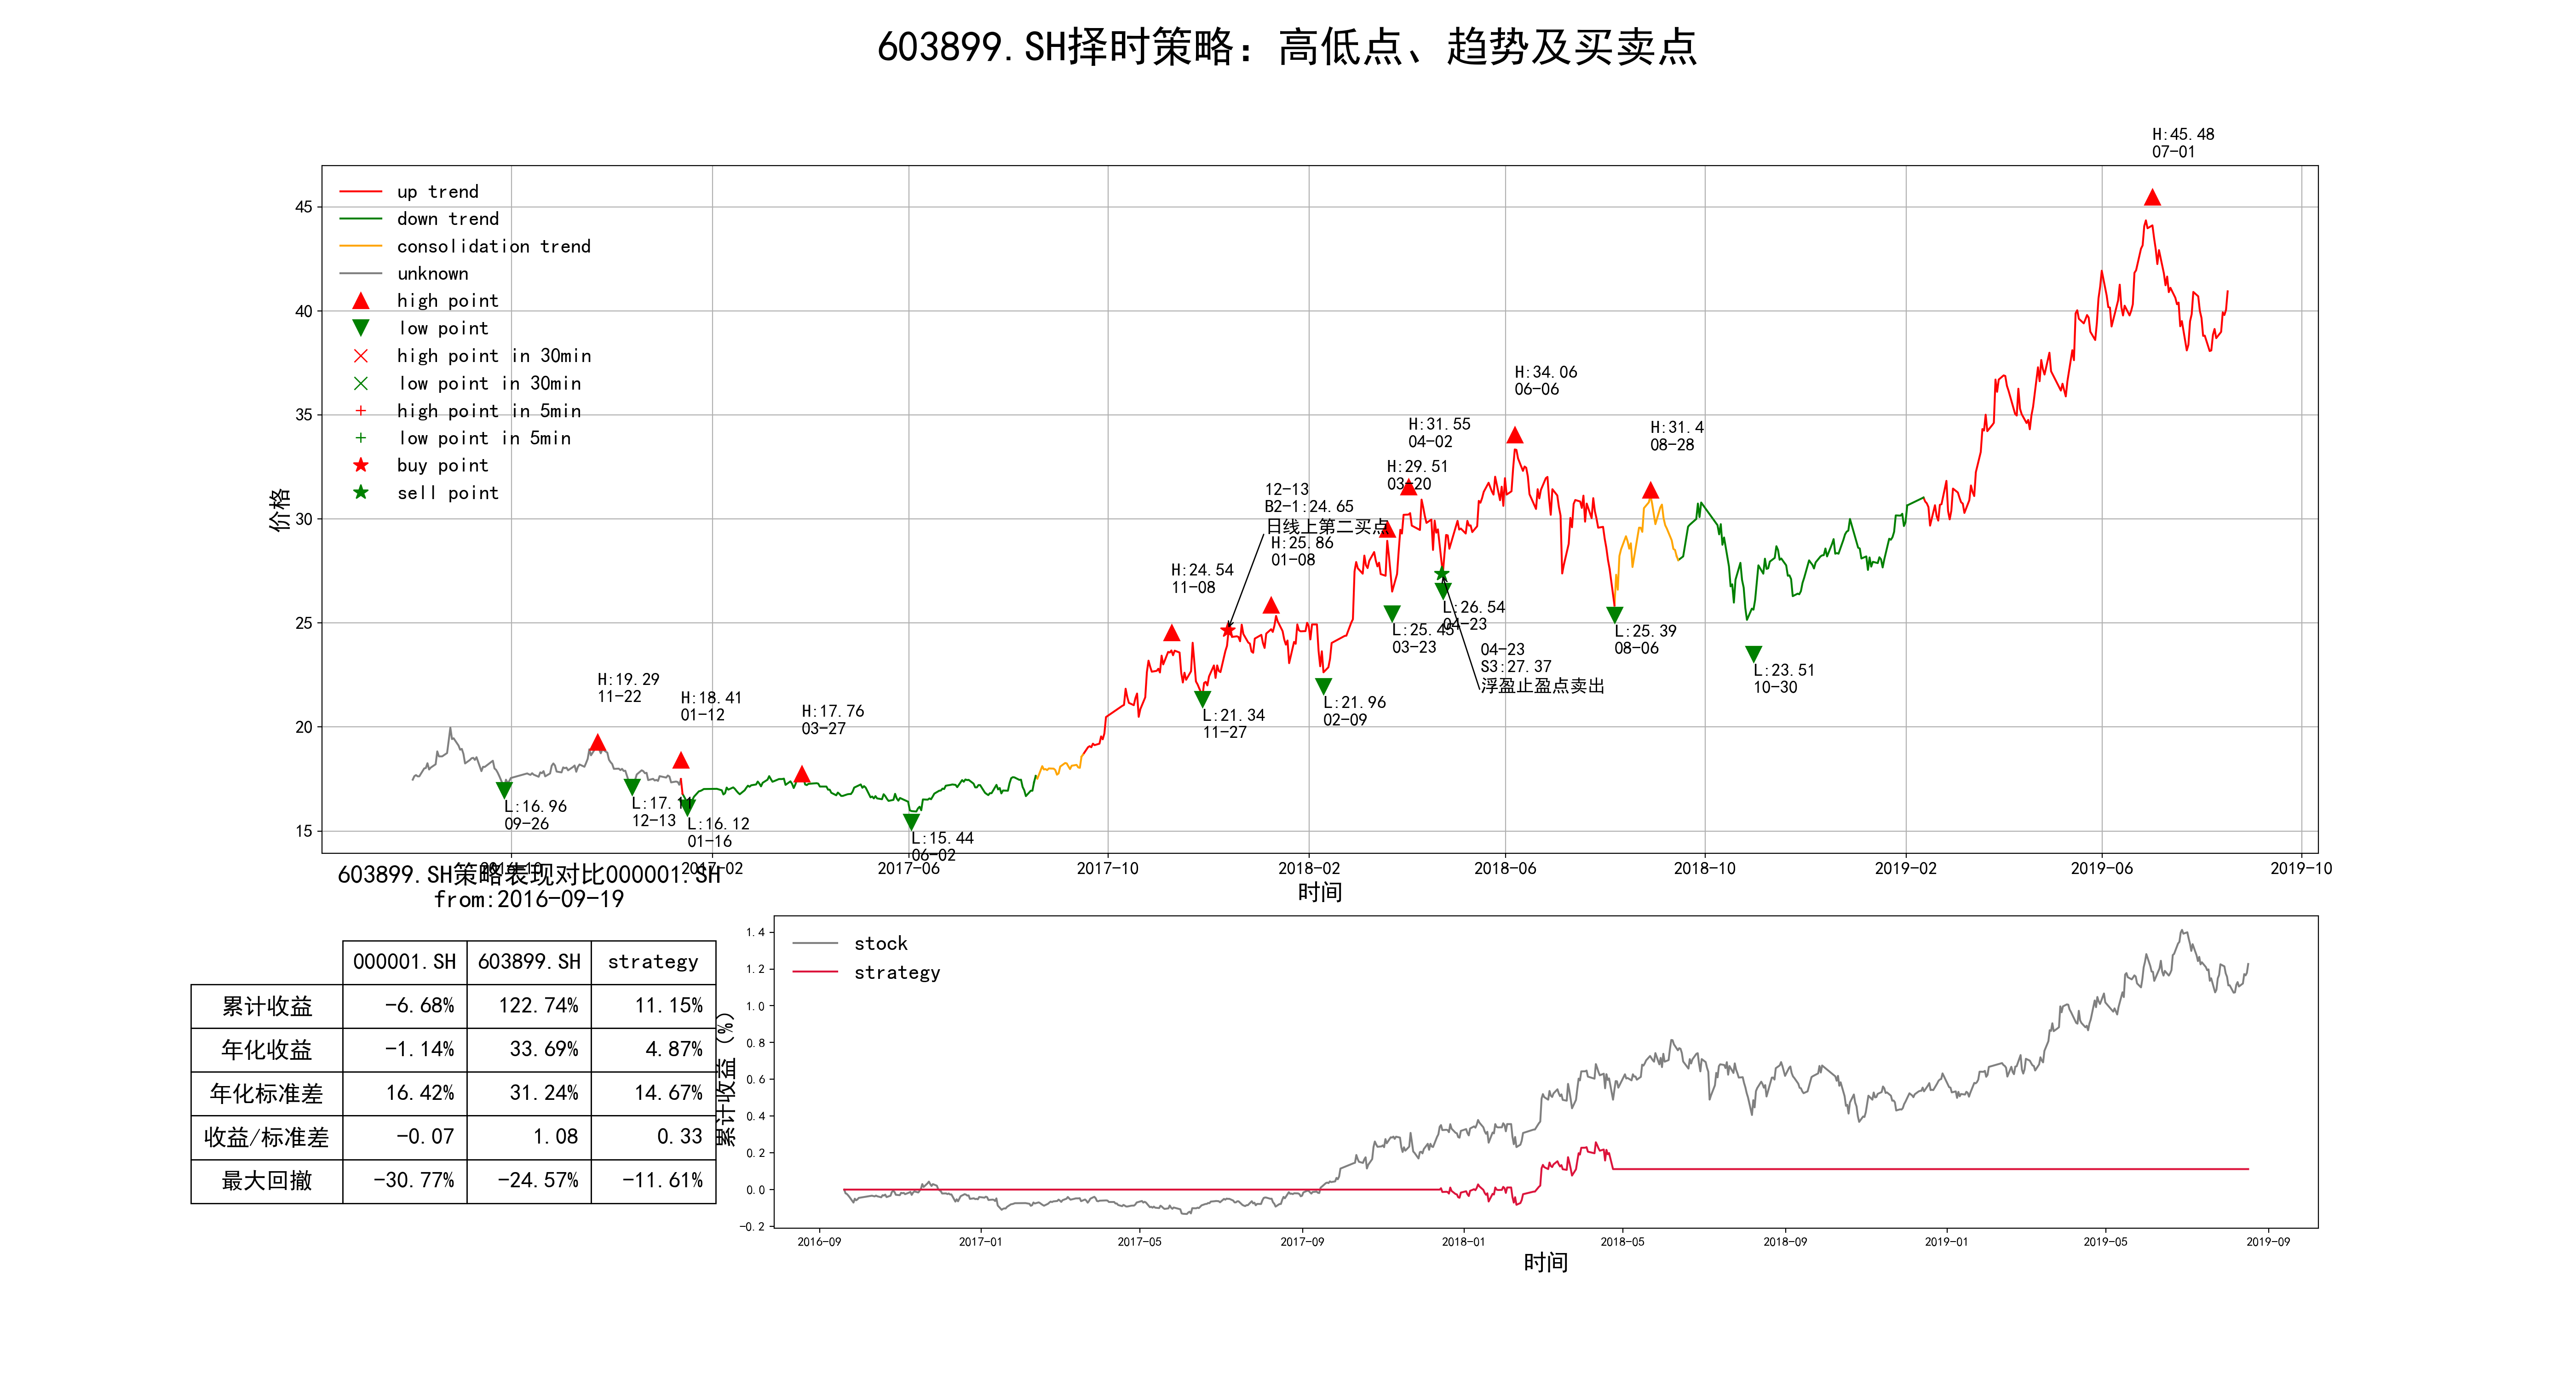 603899.SH择时策略: 高低点、趋势及买卖点
H:45.48
07-01
up trend
down trend
consolidation trend
unknown
high point
low point
high point in 30min
low point in 30min
high point in 5min
low point in 5min
buy point
sell point
价格
45
40
35
30
25
20
15
H:19.29
11-22
H:18.41
01-12
H:17.76
03-27
H:24.54
11-08
12-13
B2-1:24.65
日线上第二买点
H:25.86
01-08
H:29.51
03-20
H:31.55
04-02
H:34.06
06-06
H:31.4
08-28
L:16.96
09-26
L:17.11
12-13
L:16.12
01-16
L:15.44
06-02
L:21.34
11-27
L:21.96
02-09
L:25.45
03-23
L:26.54
04-23
04-23
S3:27.37
浮盈止盈点卖出
L:25.39
08-06
L:23.51
10-30
2016-10
2017-02
2017-06
2017-10
2018-02
2018-06
2018-10
2019-02
2019-06
2019-10
时间
603899.SH策略表现对比000001.SH
from:2016-09-19
000001.SH 603899.SH strategy
累计收益 -6.68% 122.74% 11.15%
年化收益 -1.14% 33.69% 4.87%
年化标准差 16.42% 31.24% 14.67%
收益/标准差 -0.07 1.08 0.33
最大回撤 -30.77% -24.57% -11.61%
累计收益（%）
stock
strategy
1.4
1.2
1.0
0.8
0.6
0.4
0.2
0.0
-0.2
2016-09
2017-01
2017-05
2017-09
2018-01
2018-05
2018-09
2019-01
2019-05
2019-09
时间